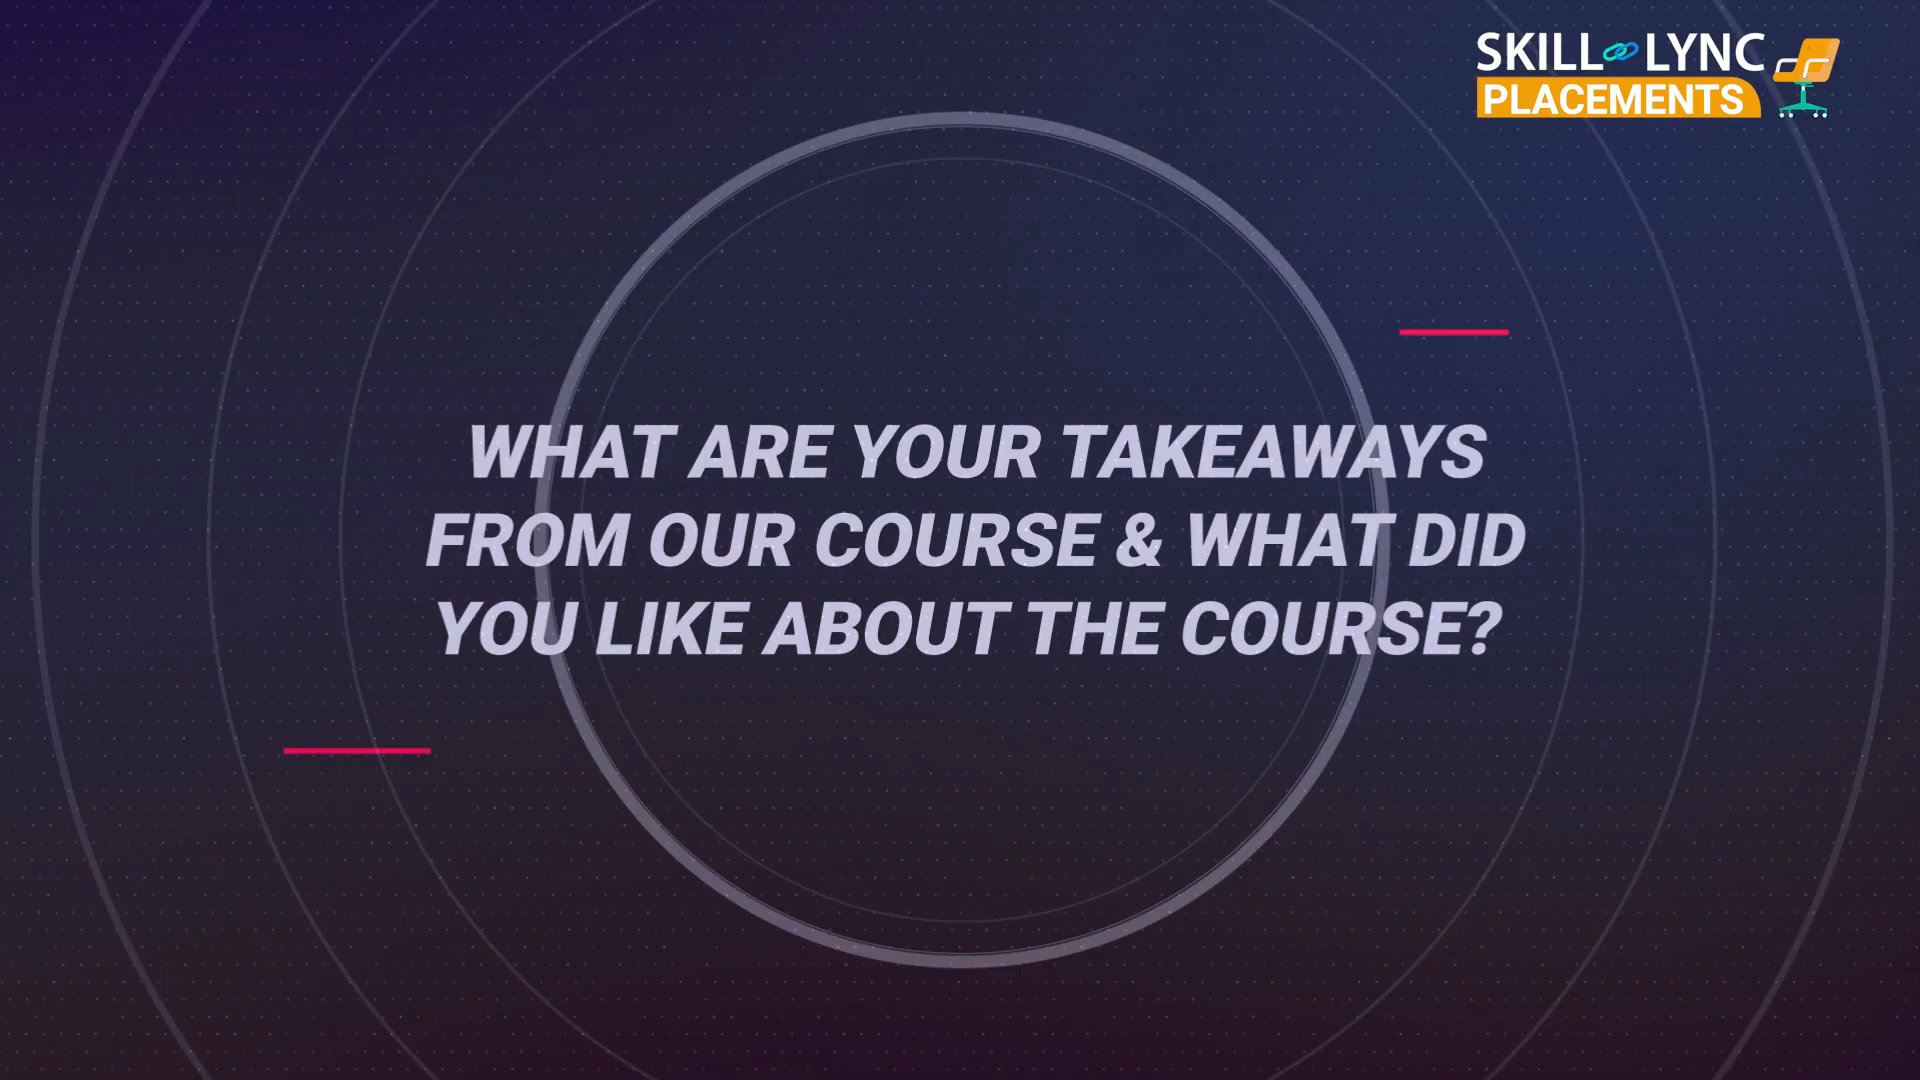 SKILL LYNC
PLACEMENTS
WHAT ARE YOUR TAKEAWAYS
FROM OUR COURSE & WHAT DID
YOU LIKE ABOUT THE COURSE?